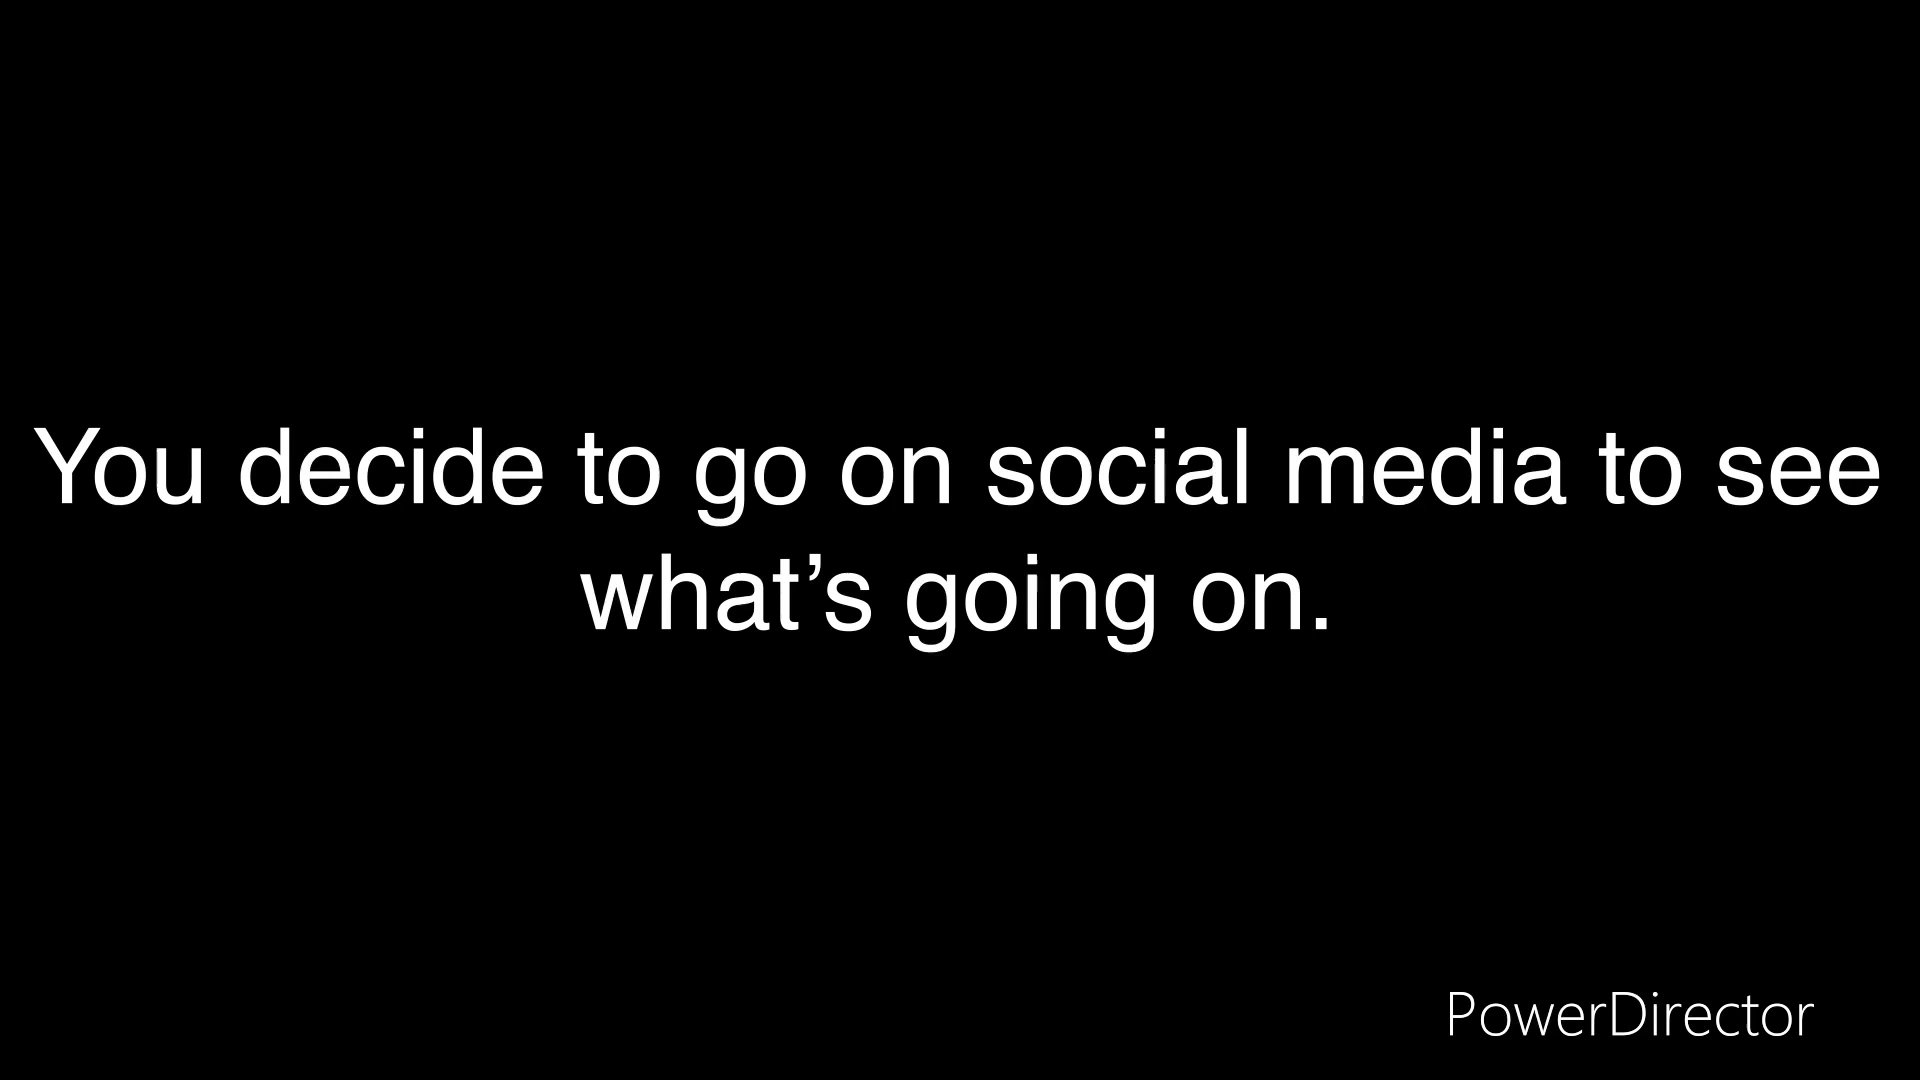 You decide to go on social media to see
what’s going on.
PowerDirector